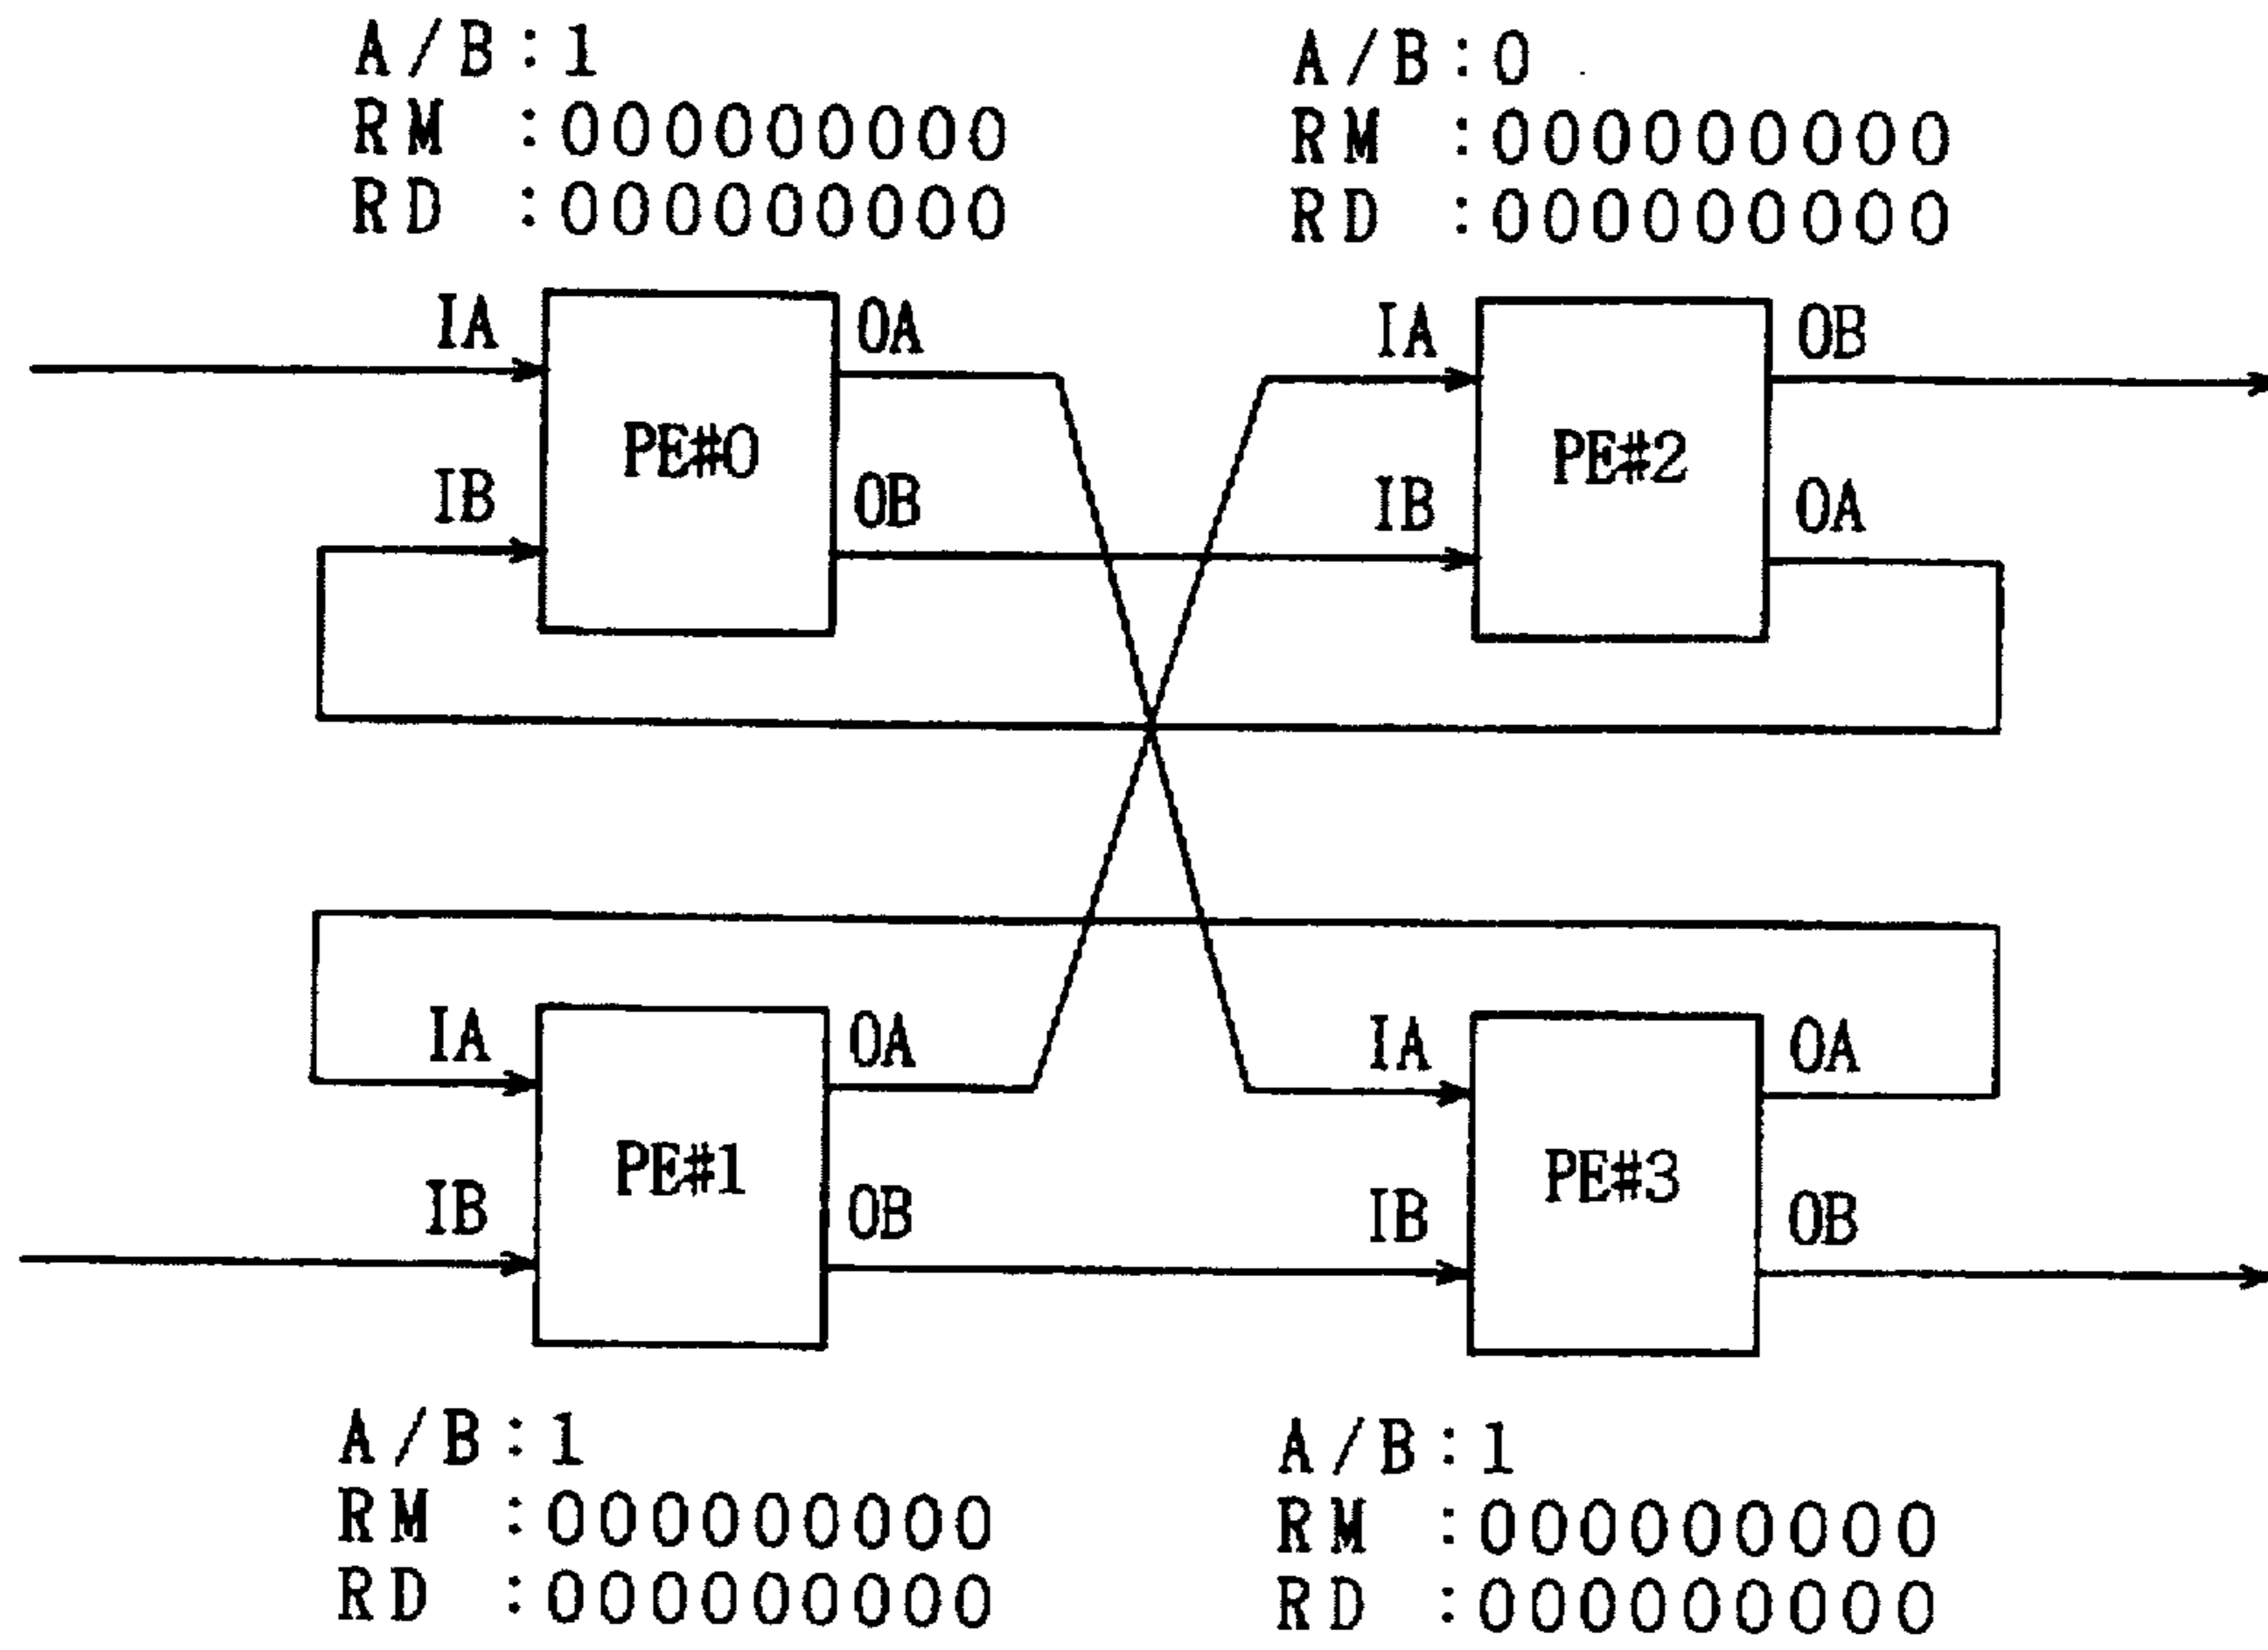 A/B:1
RM :000000000
RD :000000000
A/B:0
RM :000000000
RD :000000000
IA
OA
PE#0
IB
OB
IA
OB
PE#2
IB
OA
IA
OA
PE#1
IB
OB
IA
OA
PE#3
IB
OB
A/B:1
RM :000000000
RD :000000000
A/B:1
RM :000000000
RD :000000000